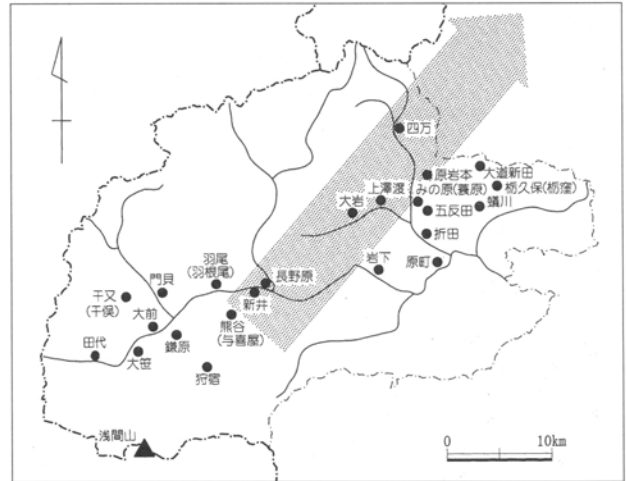 四万
原岩本
大道新田
みの原(蓑原)
栃久保(栃窪)
上澤渡
大岩
五反田
蟻川
折田
岩下
原町
羽尾
(羽根尾)
長野原
門貝
新井
干又
(干俣)
大前
熊谷
(与喜屋)
田代
大笹
鎌原
狩宿
浅間山
0
10km